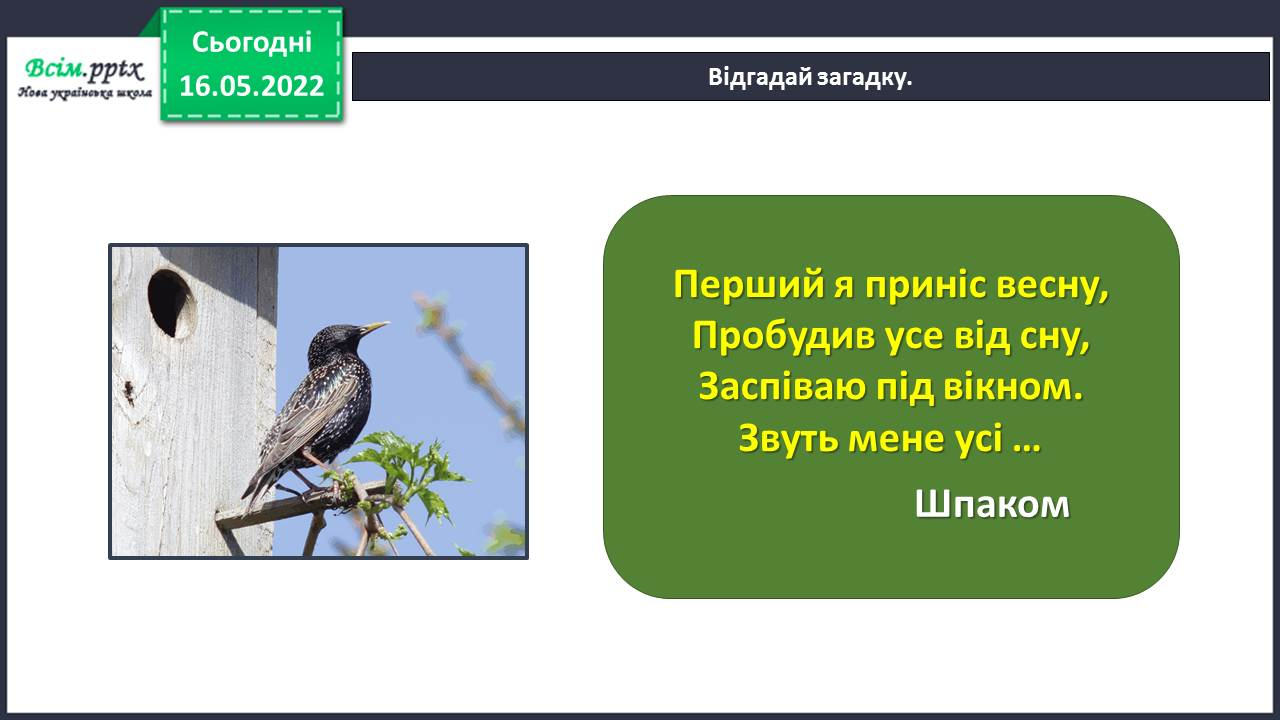 Сьогодні
16.05.2022
Всім.pptx
Нова українська школа
Відгадай загадку.
Перший я приніс весну,
Пробудив усе від сну,
Заспіваю під вікном.
Звуть мене усі …
Шпаком